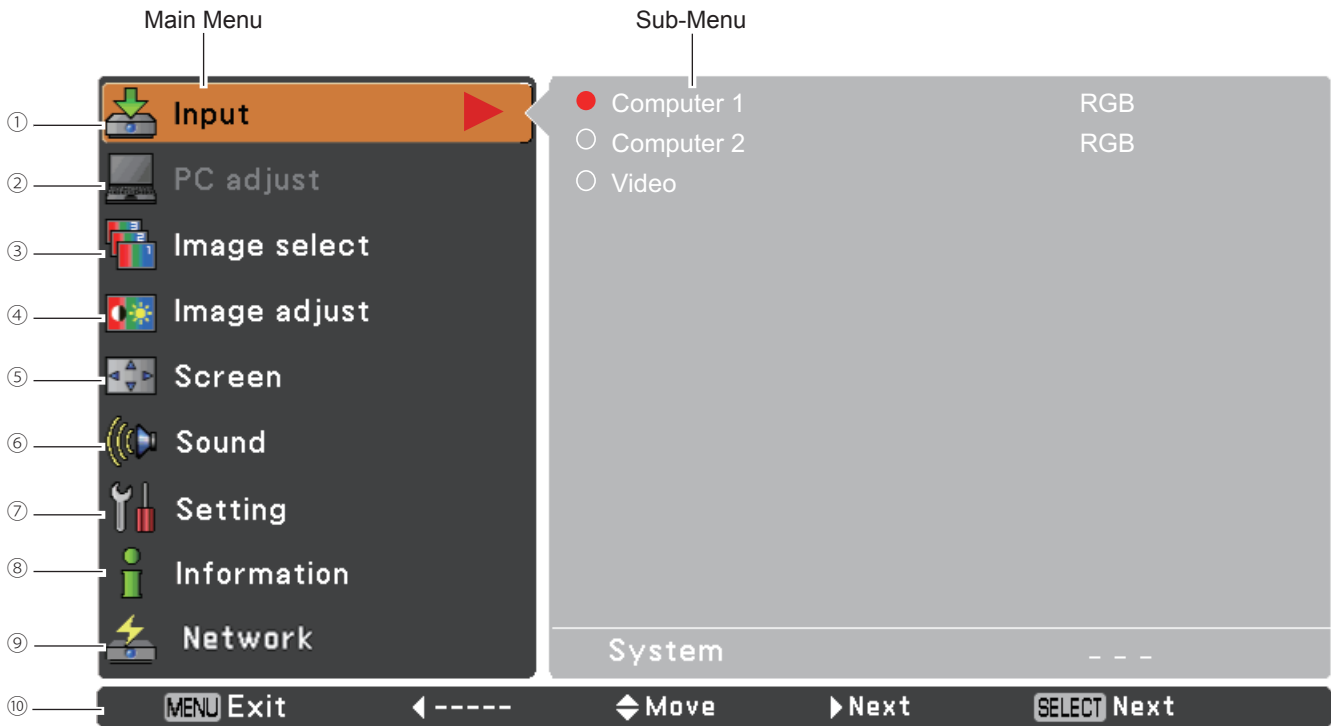 Main Menu
Sub-Menu
① Input
② PC adjust
③ Image select
④ Image adjust
⑤ Screen
⑥ Sound
⑦ Setting
⑧ Information
⑨ Network
Computer 1 RGB
Computer 2 RGB
Video
System - - -
⑩ MENU Exit ◀----- Move ▶Next SELECT Next